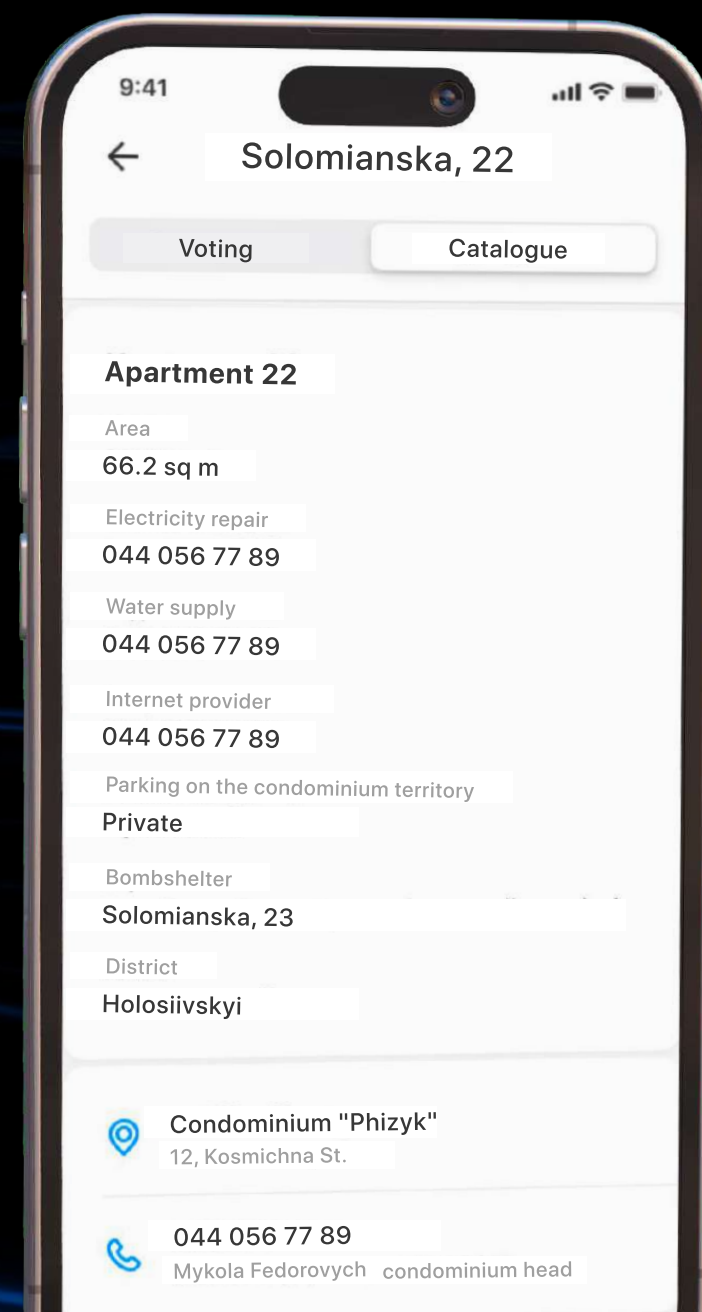 9:41
Solomianska, 22
Voting
Catalogue
Apartment 22
Area
66.2 sq m
Electricity repair
044 056 77 89
Water supply
044 056 77 89
Internet provider
044 056 77 89
Parking on the condominium territory
Private
Bombshelter
Solomianska, 23
District
Holosiivskyi
Condominium "Phizyk"
12, Kosmichna St.
044 056 77 89
Mykola Fedorovych condominium head